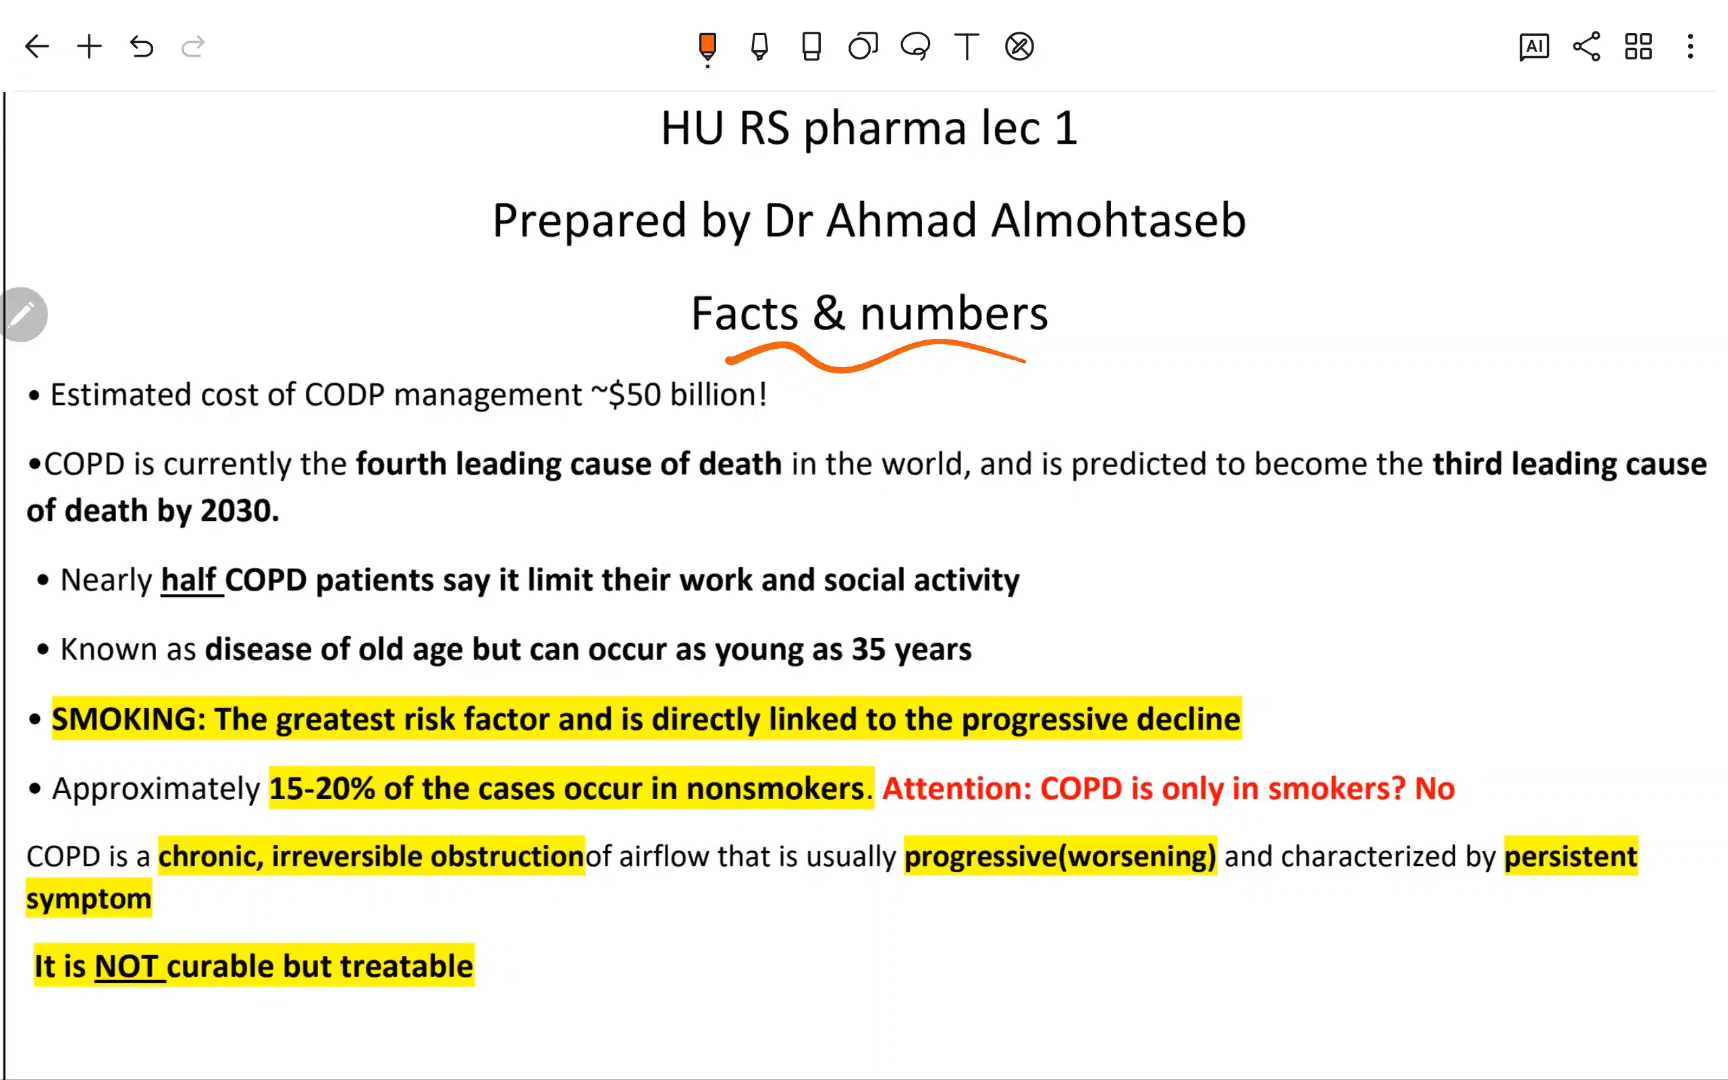 AI
HU RS pharma lec 1
Prepared by Dr Ahmad Almohtaseb
Facts & numbers
• Estimated cost of CODP management ~$50 billion!
•COPD is currently the fourth leading cause of death in the world, and is predicted to become the third leading cause
of death by 2030.
• Nearly half COPD patients say it limit their work and social activity
• Known as disease of old age but can occur as young as 35 years
• SMOKING: The greatest risk factor and is directly linked to the progressive decline
• Approximately 15-20% of the cases occur in nonsmokers. Attention: COPD is only in smokers? No
COPD is a chronic, irreversible obstructionof airflow that is usually progressive(worsening) and characterized by persistent
symptom
It is NOT curable but treatable